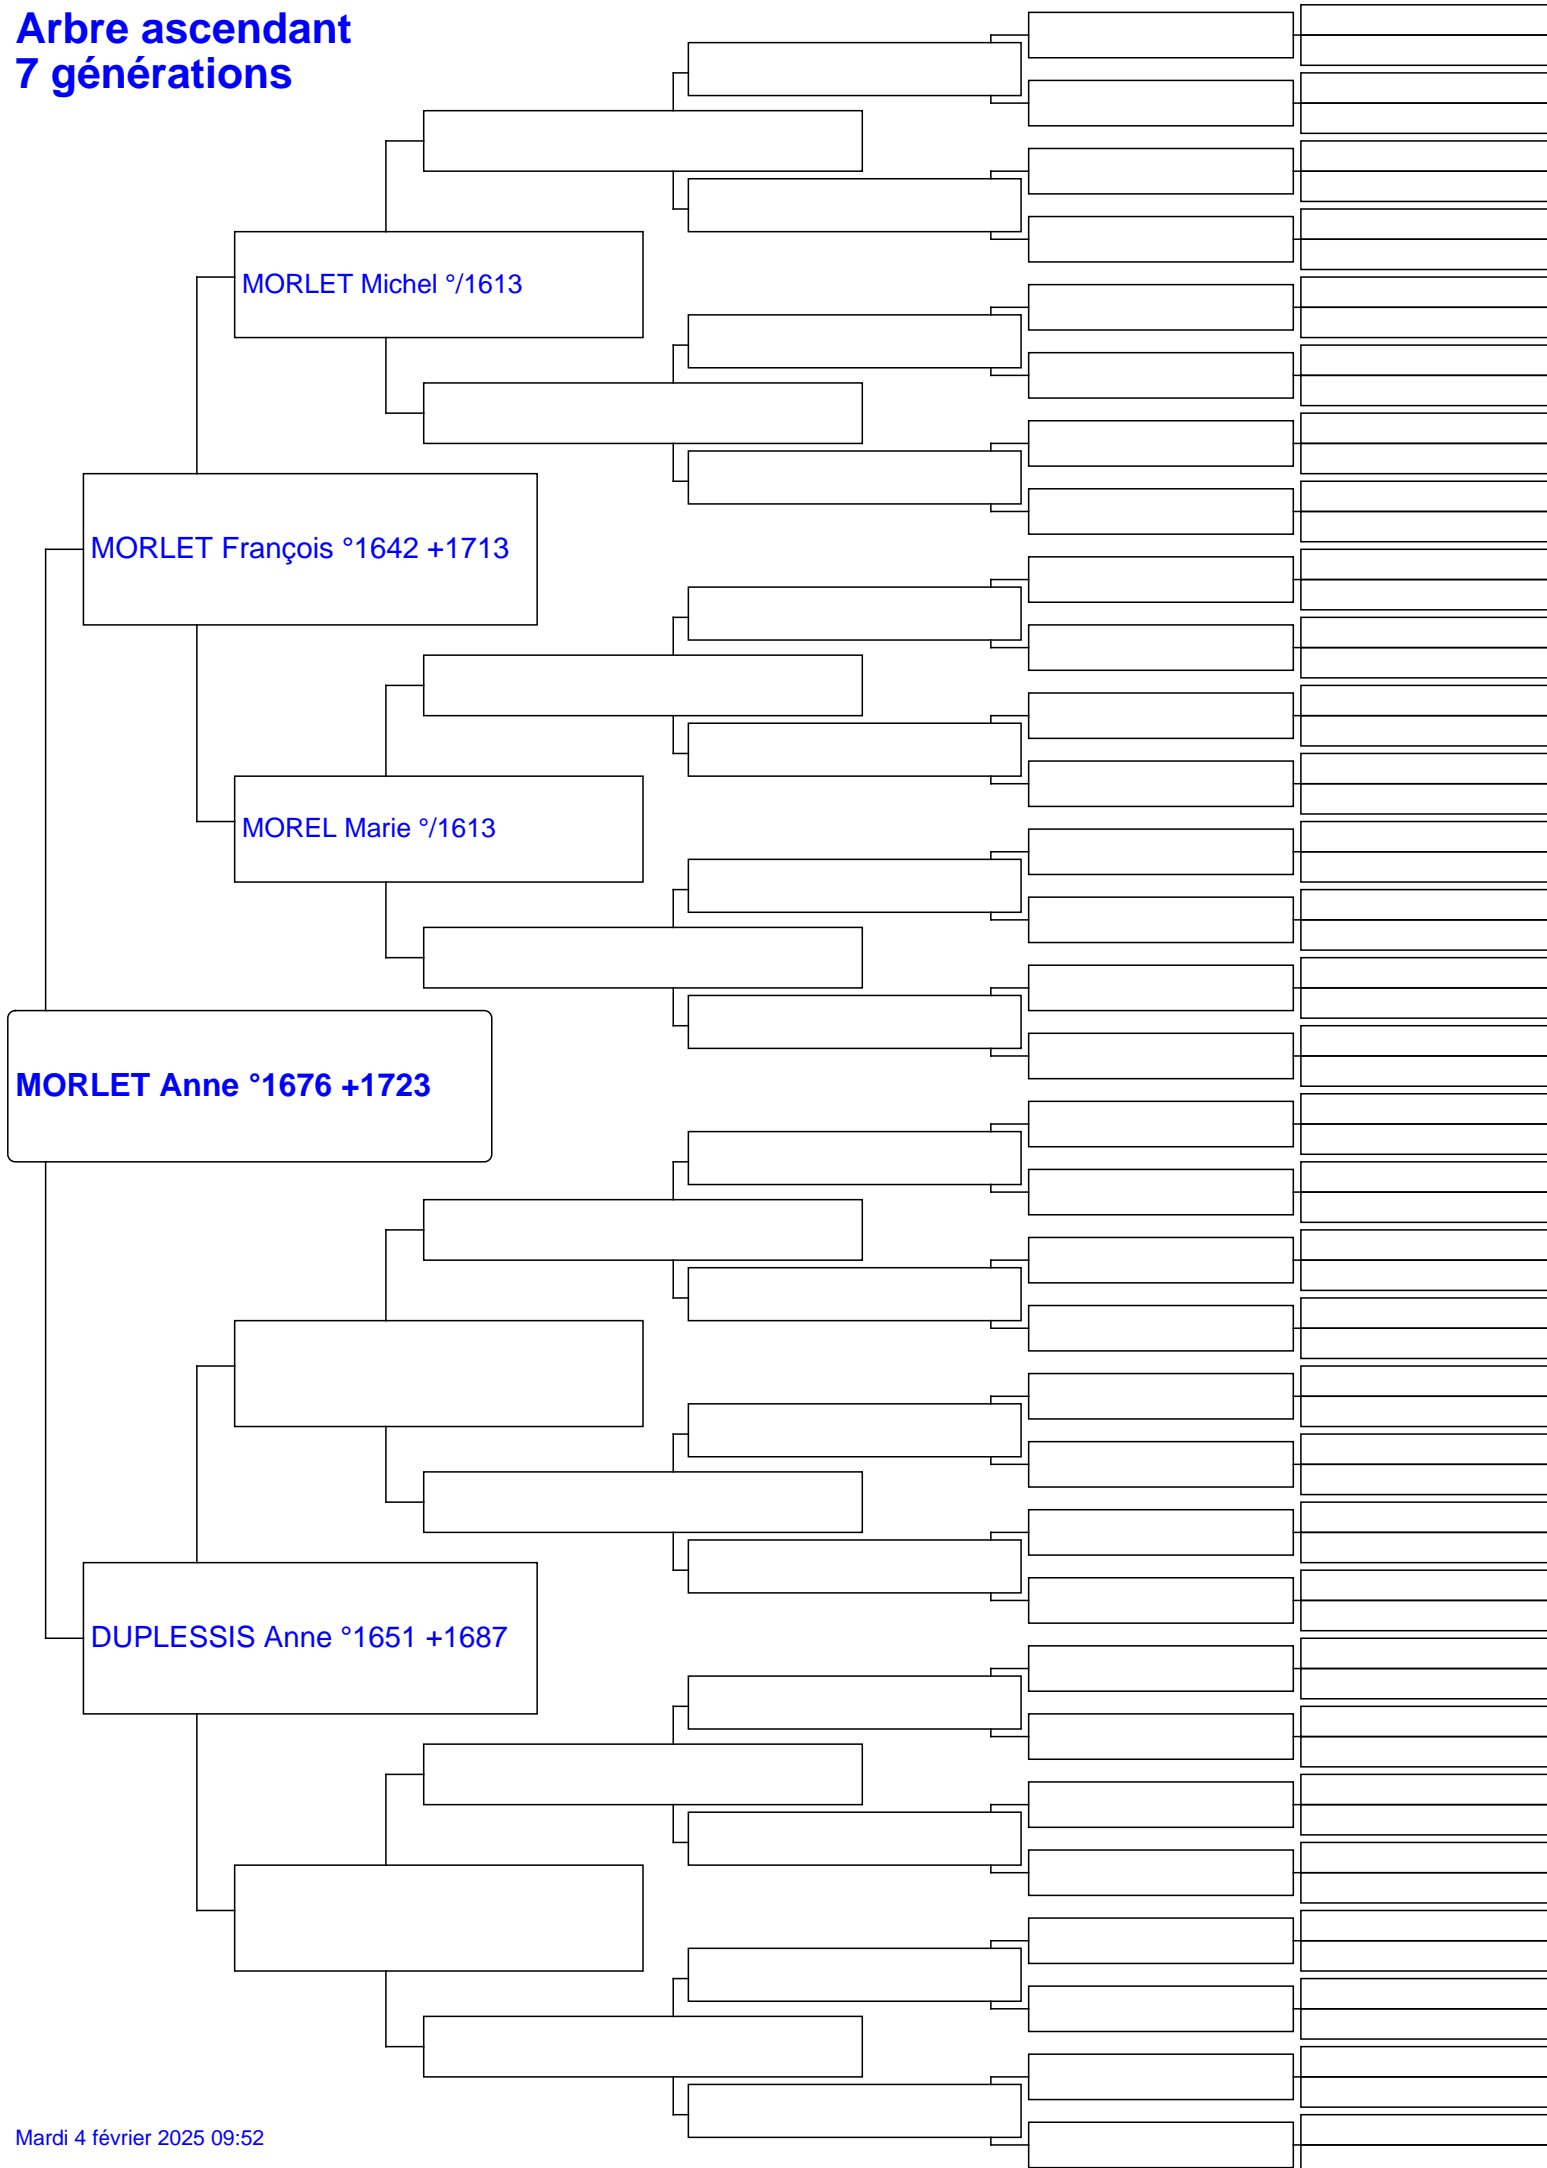 Arbre ascendant
7 générations
MORLET Michel °/1613
MORLET François °1642 +1713
MOREL Marie °/1613
MORLET Anne °1676 +1723
DUPLESSIS Anne °1651 +1687
Mardi 4 février 2025 09:52